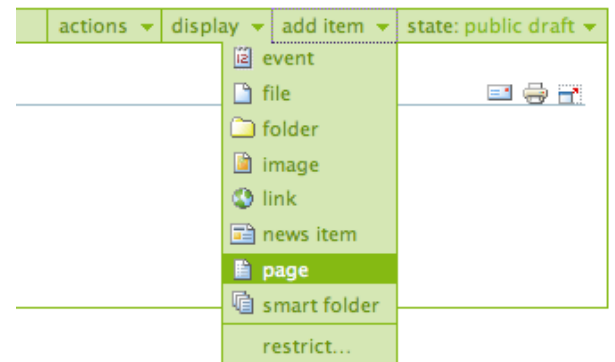 actions display add item state: public draft
event
file
folder
image
link
news item
page
smart folder
restrict...